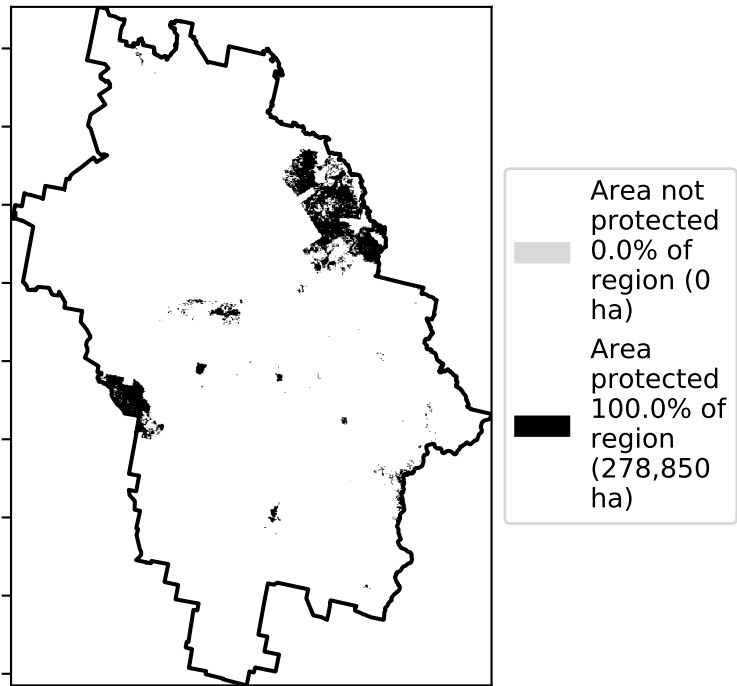 Area not
protected
0.0% of
region (0
ha)
Area
protected
100.0% of
region
(278,850
ha)